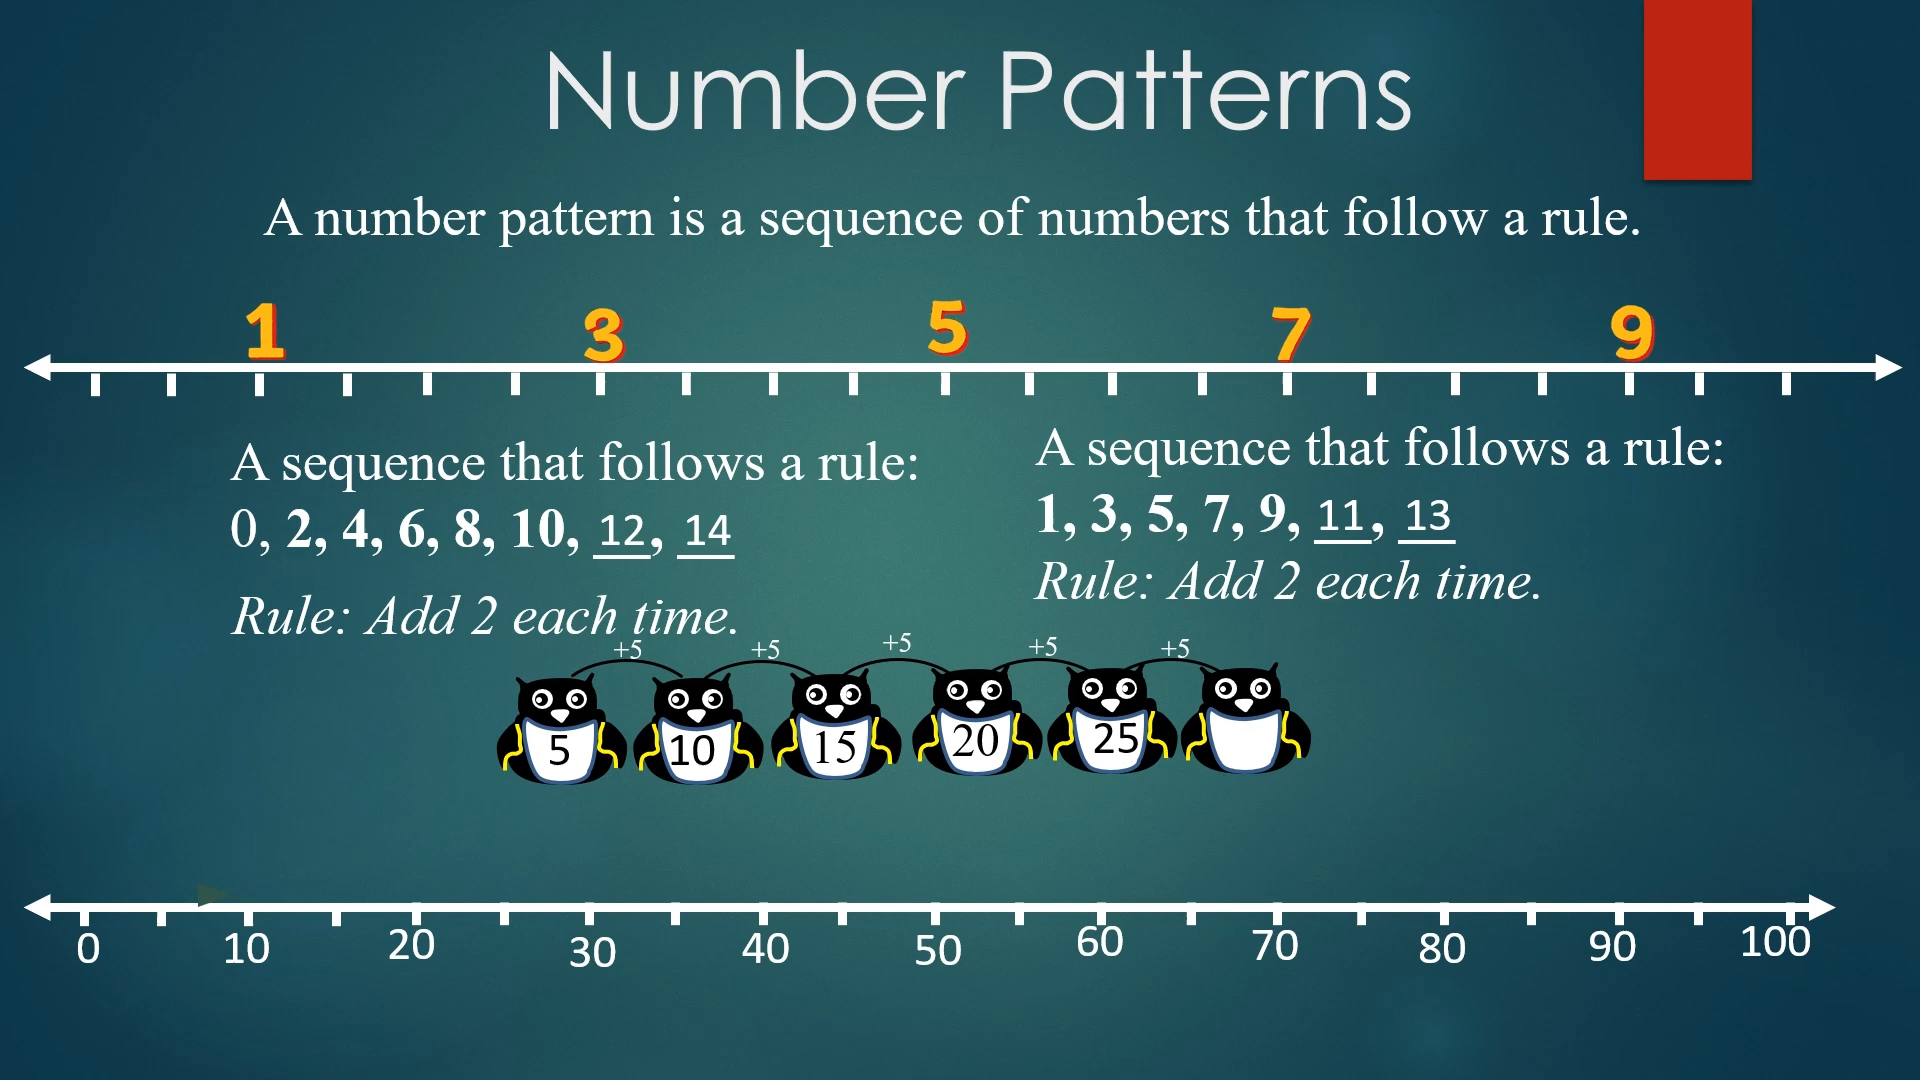 Number Patterns
A number pattern is a sequence of numbers that follow a rule.
1 3 5 7 9
A sequence that follows a rule:
0, 2, 4, 6, 8, 10, 12, 14
Rule: Add 2 each time.
A sequence that follows a rule:
1, 3, 5, 7, 9, 11, 13
Rule: Add 2 each time.
+5 +5 +5 +5 +5
5 10 15 20 25
0 10 20 30 40 50 60 70 80 90 100